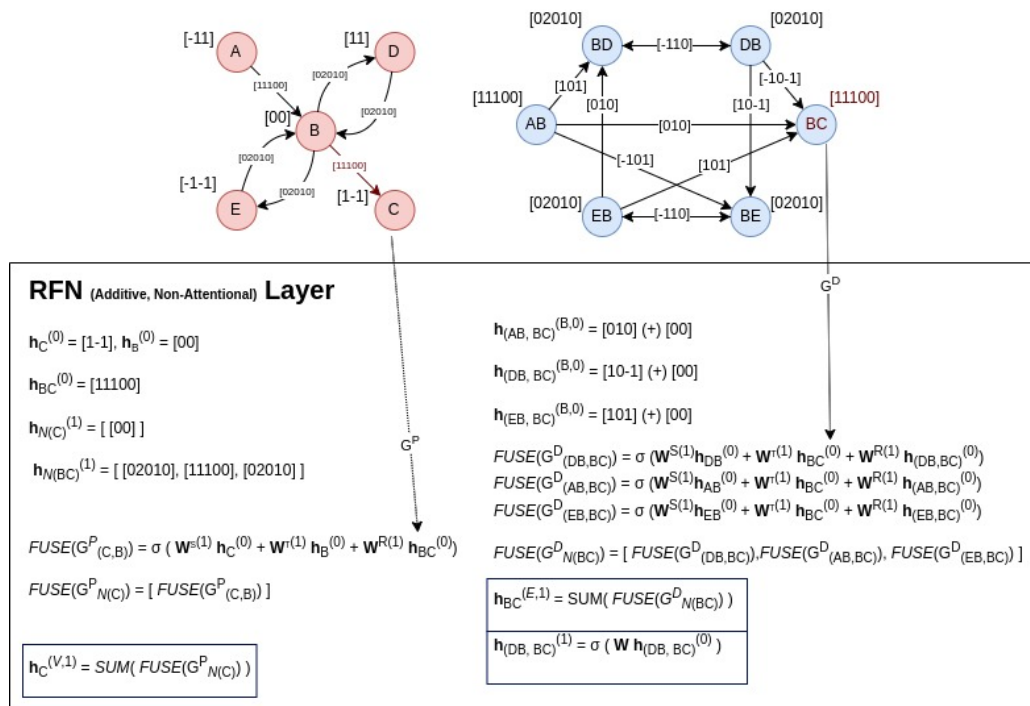 [-11] A [11] D
[11100] [02010] [02010]
[00] B
[02010] [11100]
[-1-1] [02010] [1-1]
E C
[02010] [02010]
BD [-110] DB
[101] [-10-1]
[11100] [010] [10-1] [11100]
AB [010] BC
[-101] [101]
[02010] EB [-110] BE [02010]
G^D
RFN (Additive, Non-Attentional) Layer
h_C^(0) = [1-1], h_B^(0) = [00]
h_BC^(0) = [11100]
h_N(C)^(1) = [ [00] ]
h_N(BC)^(1) = [ [02010], [11100], [02010] ]
G^P
FUSE(G^P_(C,B)) = σ ( W^S(1) h_C^(0) + W^T(1) h_B^(0) + W^R(1) h_BC^(0))
FUSE(G^P_N(C)) = [ FUSE(G^P_(C,B)) ]
h_C^(V,1) = SUM( FUSE(G^P_N(C)) )
h_(AB, BC)^(B,0) = [010] (+) [00]
h_(DB, BC)^(B,0) = [10-1] (+) [00]
h_(EB, BC)^(B,0) = [101] (+) [00]
FUSE(G^D_(DB,BC)) = σ (W^S(1)h_DB^(0) + W^T(1) h_BC^(0) + W^R(1) h_(DB,BC)^(0))
FUSE(G^D_(AB,BC)) = σ (W^S(1)h_AB^(0) + W^T(1) h_BC^(0) + W^R(1) h_(AB,BC)^(0))
FUSE(G^D_(EB,BC)) = σ (W^S(1)h_EB^(0) + W^T(1) h_BC^(0) + W^R(1) h_(EB,BC)^(0))
FUSE(G^D_N(BC)) = [ FUSE(G^D_(DB,BC)),FUSE(G^D_(AB,BC)), FUSE(G^D_(EB,BC)) ]
h_BC^(E,1) = SUM( FUSE(G^D_N(BC)) )
h_(DB, BC)^(1) = σ ( W h_(DB, BC)^(0) )